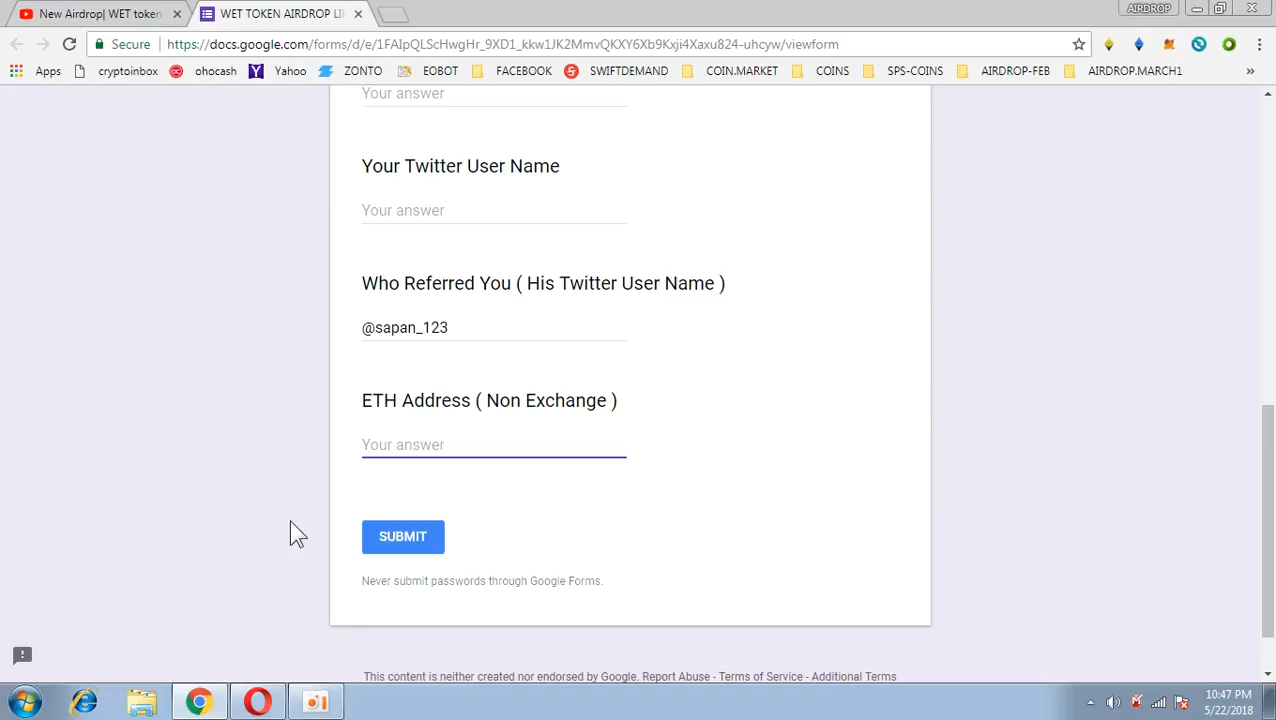 New Airdrop| WET token
WET TOKEN AIRDROP LI
AIRDROP
Secure
https://docs.google.com/forms/d/e/1FAIpQLScHwgHr_9XD1_kkw1JK2MmvQKXY6Xb9Kxji4Xaxu824-uhcyw/viewform
Apps
cryptoinbox
ohocash
Yahoo
ZONTO
EOBOT
FACEBOOK
SWIFTDEMAND
COIN.MARKET
COINS
SPS-COINS
AIRDROP-FEB
AIRDROP.MARCH1
»
Your answer
Your Twitter User Name
Your answer
Who Referred You ( His Twitter User Name )
@sapan_123
ETH Address ( Non Exchange )
Your answer
SUBMIT
Never submit passwords through Google Forms.
This content is neither created nor endorsed by Google. Report Abuse - Terms of Service - Additional Terms
10:47 PM
5/22/2018